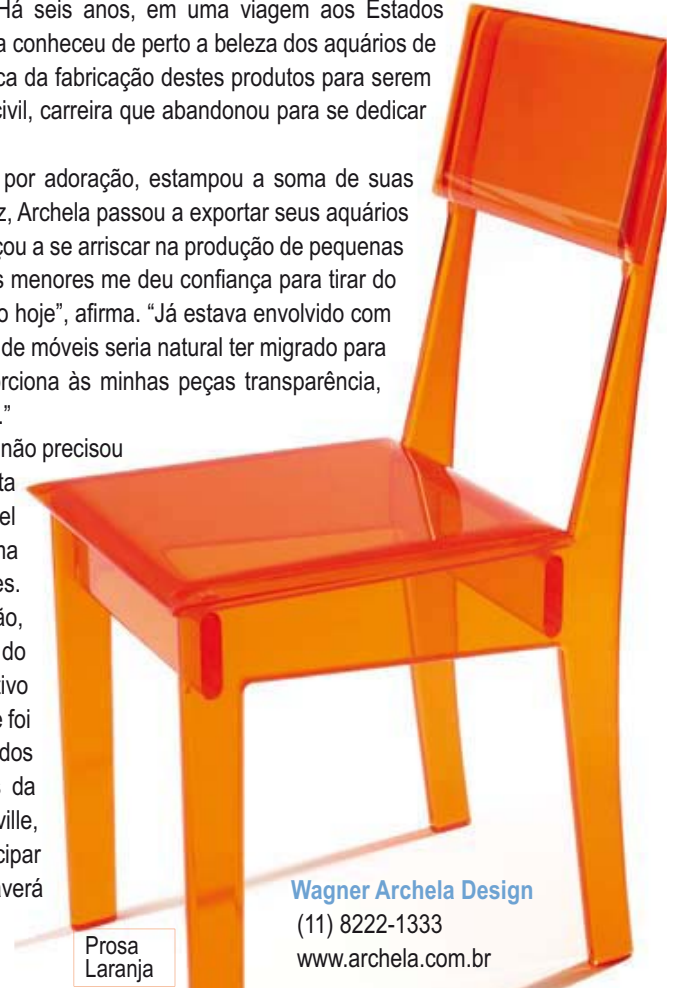 Há seis anos, em uma viagem aos Estados
a conheceu de perto a beleza dos aquários de
ca da fabricação destes produtos para serem
civil, carreira que abandonou para se dedicar
por adoração, estampou a soma de suas
z, Archela passou a exportar seus aquários
çou a se arriscar na produção de pequenas
s menores me deu confiança para tirar do
o hoje”, afirma. “Já estava envolvido com
de móveis seria natural ter migrado para
orciona às minhas peças transparência,
.”
não precisou
ta
el
na
es.
ão,
do
tivo
e foi
dos
s da
ville,
cipar
averá
Prosa
Laranja
Wagner Archela Design
(11) 8222-1333
www.archela.com.br